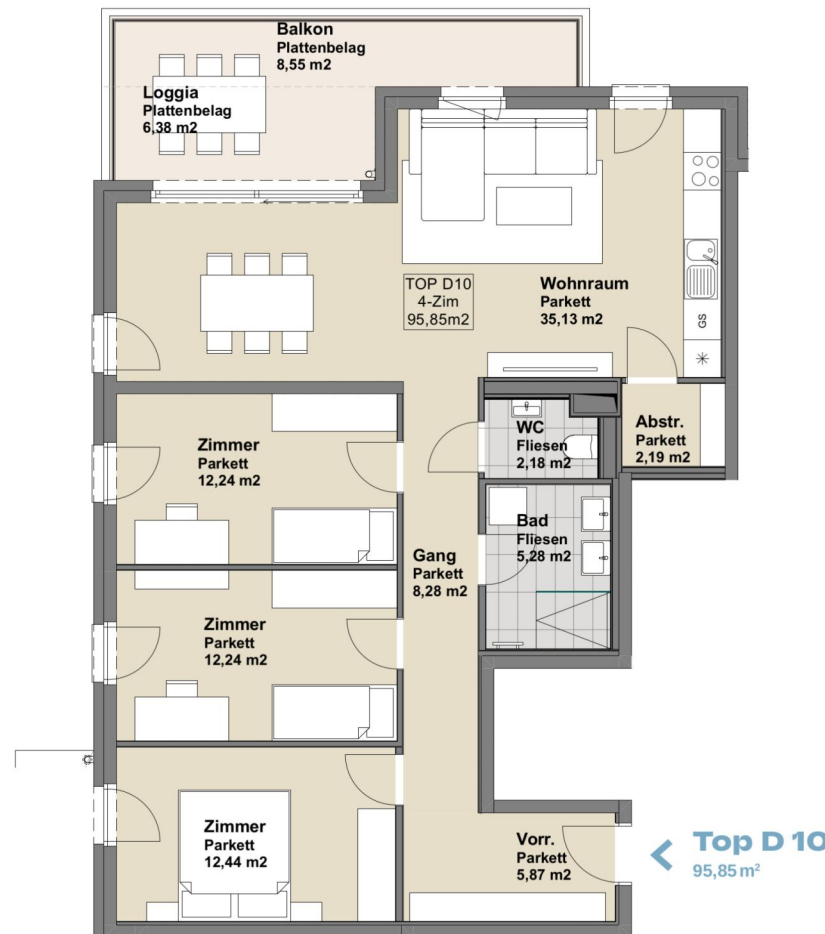 Balkon
Plattenbelag
8,55 m2
Loggia
Plattenbelag
6,38 m2
TOP D10
4-Zim
95,85m2
Wohnraum
Parkett
35,13 m2
GS
Zimmer
Parkett
12,24 m2
WC
Fliesen
2,18 m2
Abstr.
Parkett
2,19 m2
Bad
Fliesen
5,28 m2
Gang
Parkett
8,28 m2
Zimmer
Parkett
12,24 m2
Zimmer
Parkett
12,44 m2
Vorr.
Parkett
5,87 m2
Top D 10
95,85 m²